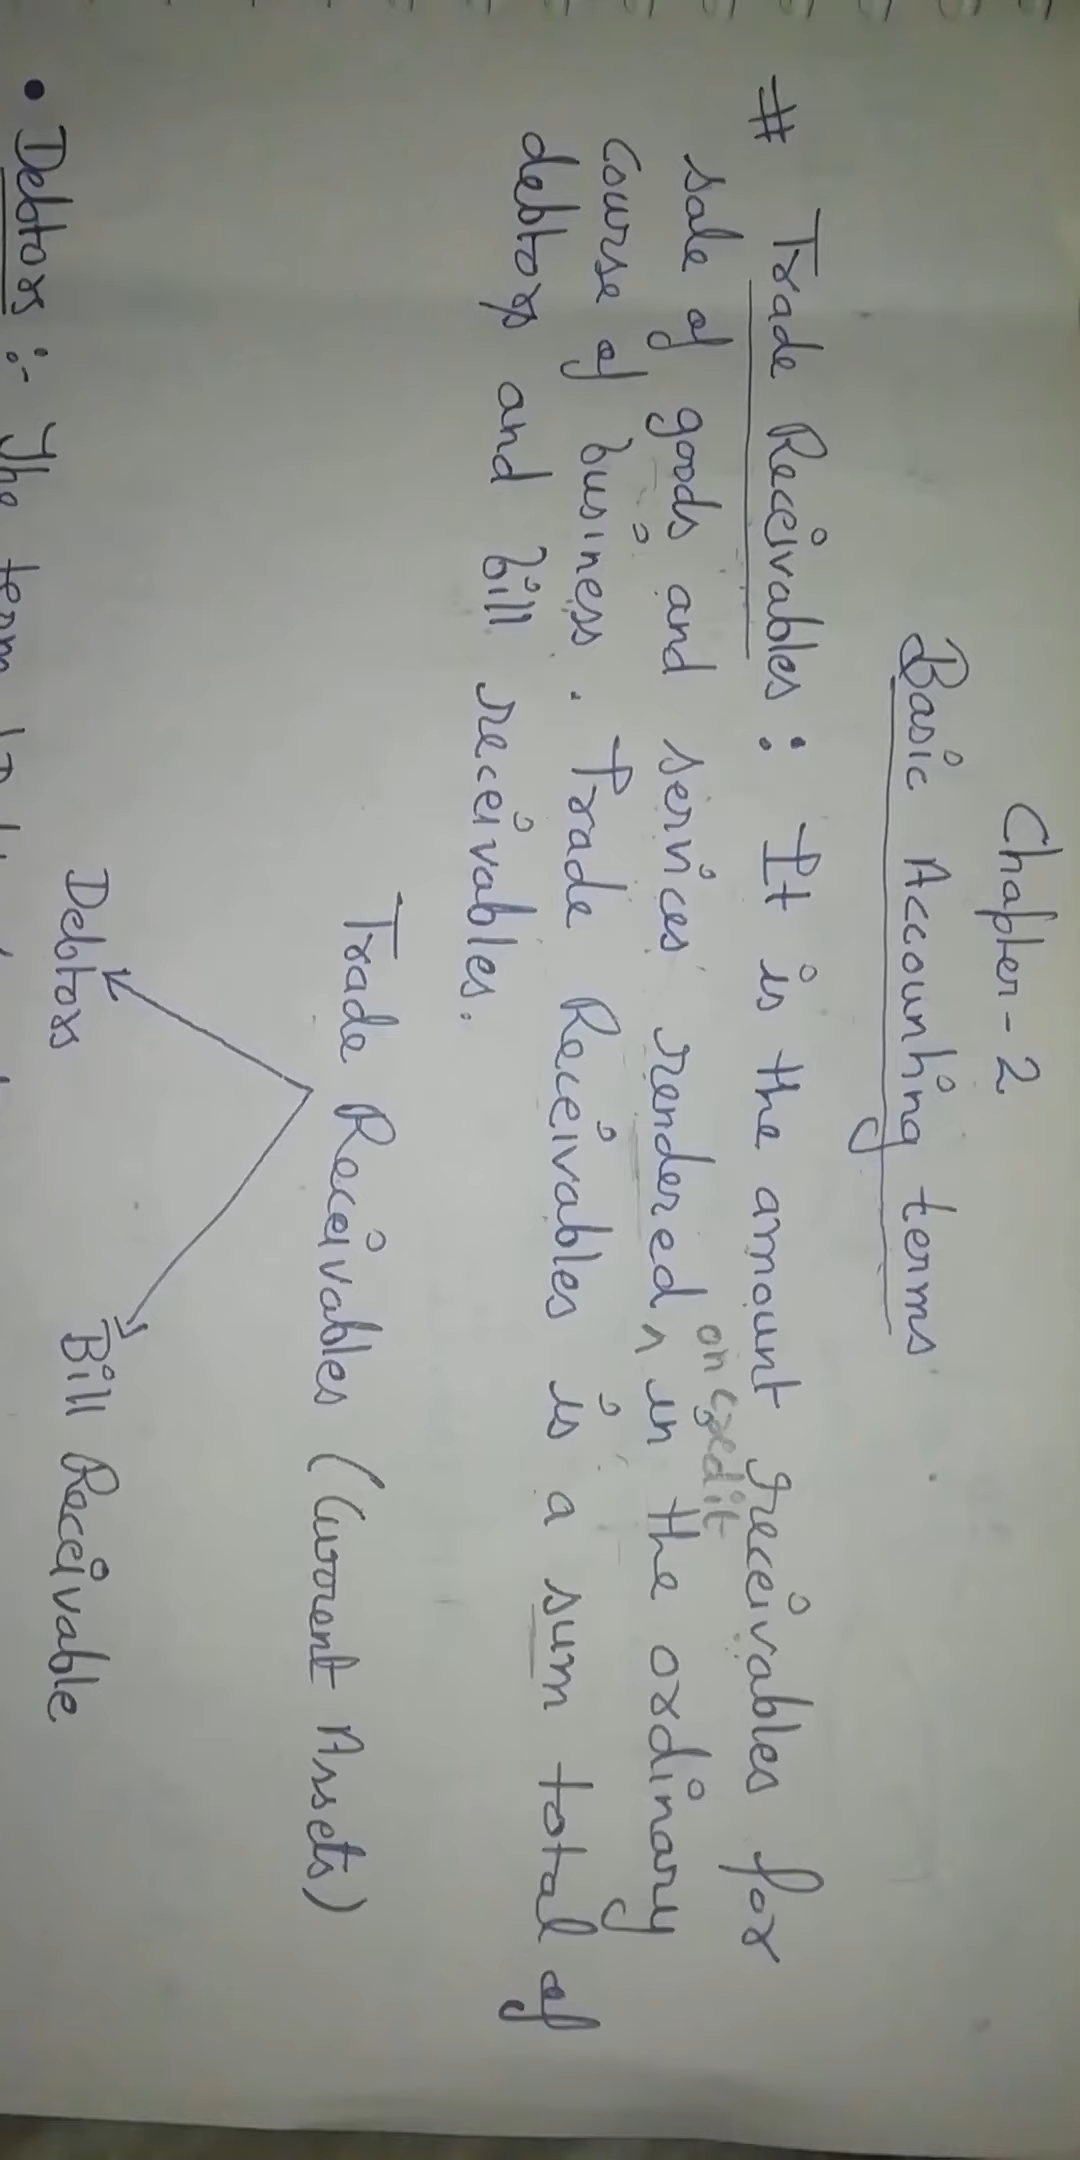 Chapter-2
Basic Accounting terms
# Trade Receivables : It is the amount receivables for
sale of goods and services rendered ^ on credit in the ordinary
course of business. Trade Receivables is a sum total of
debtors and bill receivables.
Trade Receivables (Current Assets)
Debtors Bill Receivable
• Debtors :- The term